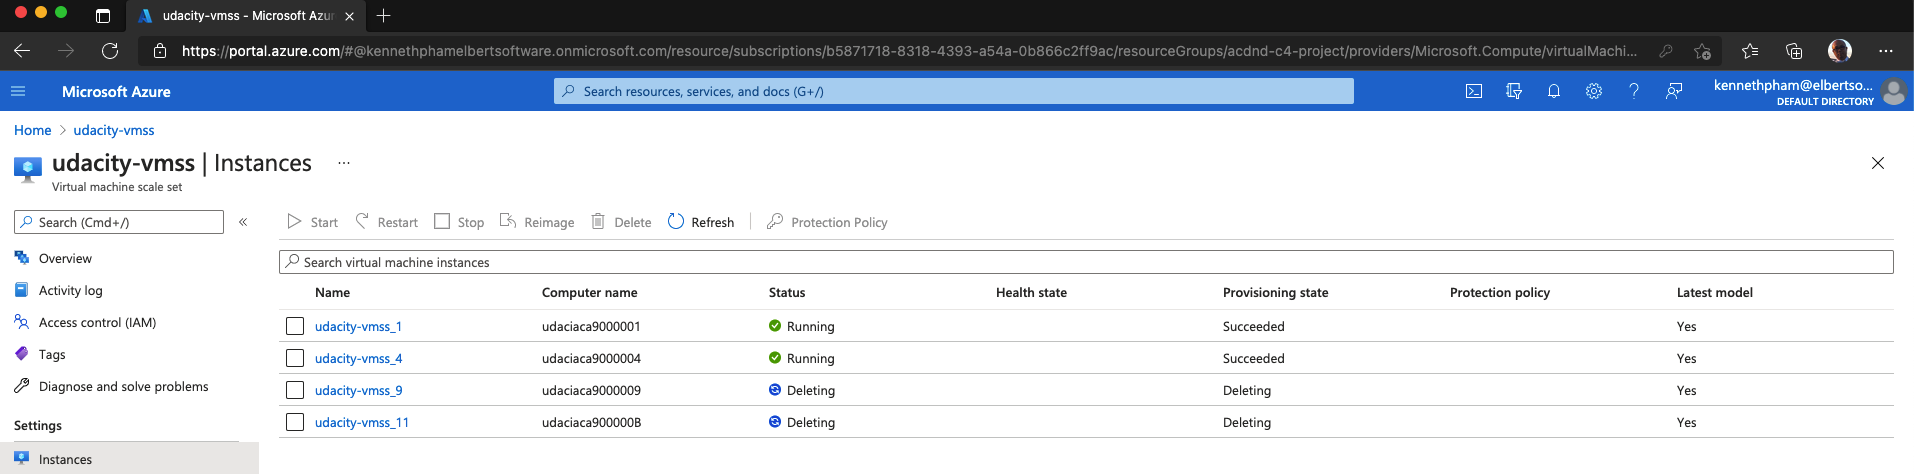 udacity-vmss - Microsoft Azur
https://portal.azure.com/#@kennethphamelbertsoftware.onmicrosoft.com/resource/subscriptions/b5871718-8318-4393-a54a-0b866c2ff9ac/resourceGroups/acdnd-c4-project/providers/Microsoft.Compute/virtualMachi...
Microsoft Azure
Search resources, services, and docs (G+/)
kennethpham@elbertso...
DEFAULT DIRECTORY
Home > udacity-vmss
udacity-vmss | Instances ...
Virtual machine scale set
Search (Cmd+/) «
Start Restart Stop Reimage Delete Refresh Protection Policy
Search virtual machine instances
Overview
Activity log
Access control (IAM)
Tags
Diagnose and solve problems
Settings
Instances
Name Computer name Status Health state Provisioning state Protection policy Latest model
udacity-vmss_1 udaciaca9000001 Running Succeeded Yes
udacity-vmss_4 udaciaca9000004 Running Succeeded Yes
udacity-vmss_9 udaciaca9000009 Deleting Deleting Yes
udacity-vmss_11 udaciaca900000B Deleting Deleting Yes